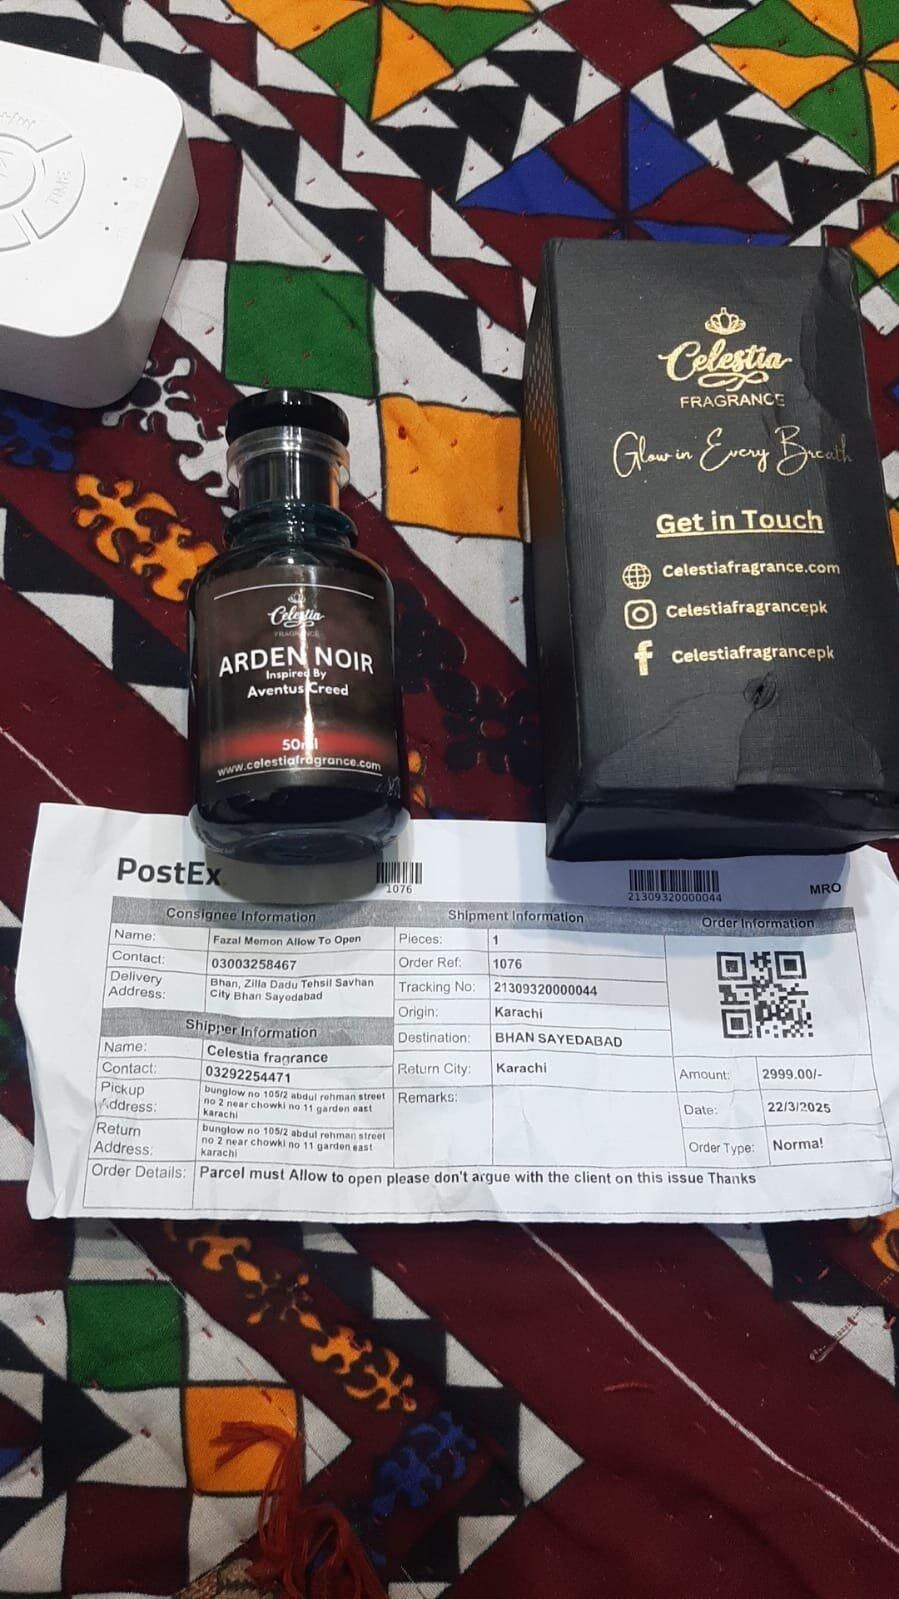 TIME
Celestia
FRAGRANCE
Glow in Every Breath
Get in Touch
Celestiafragrance.com
Celestiafragrancepk
Celestiafragrancepk
Celestia
FRAGRANCE
ARDEN NOIR
Inspired By
Aventus Creed
50ml
www.celestiafragrance.com
PostEx
1076
21309320000044
MRO
Consignee Information
Name: Fazal Memon Allow To Open
Contact: 03003258467
Delivery Address: Bhan, Zilla Dadu Tehsil Savhan
City Bhan Sayedabad
Shipper Information
Name: Celestia fragrance
Contact: 03292254471
Pickup Address: bunglow no 105/2 abdul rehman street
no 2 near chowki no 11 garden east
karachi
Return Address: bunglow no 105/2 abdul rehman street
no 2 near chowki no 11 garden east
karachi
Shipment Information
Pieces: 1
Order Ref: 1076
Tracking No: 21309320000044
Origin: Karachi
Destination: BHAN SAYEDABAD
Return City: Karachi
Remarks:
Order Information
Amount: 2999.00/-
Date: 22/3/2025
Order Type: Normal
Order Details: Parcel must Allow to open please don't argue with the client on this issue Thanks